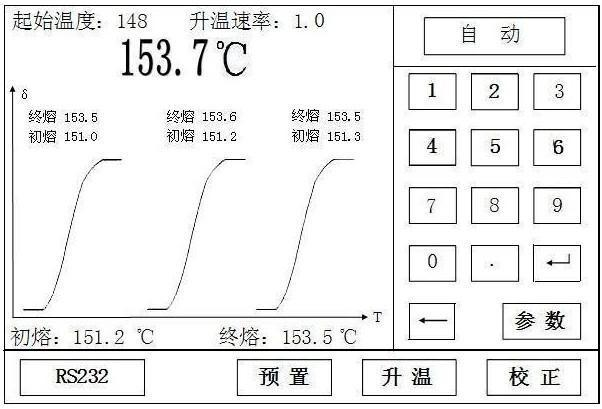 起始温度：148 升温速率：1.0
153.7℃
δ
终熔 153.5 终熔 153.6 终熔 153.5
初熔 151.0 初熔 151.2 初熔 151.3
T
初熔：151.2 ℃ 终熔：153.5 ℃
自 动
1 2 3
4 5 6
7 8 9
0 .
参 数
RS232 预 置 升 温 校 正